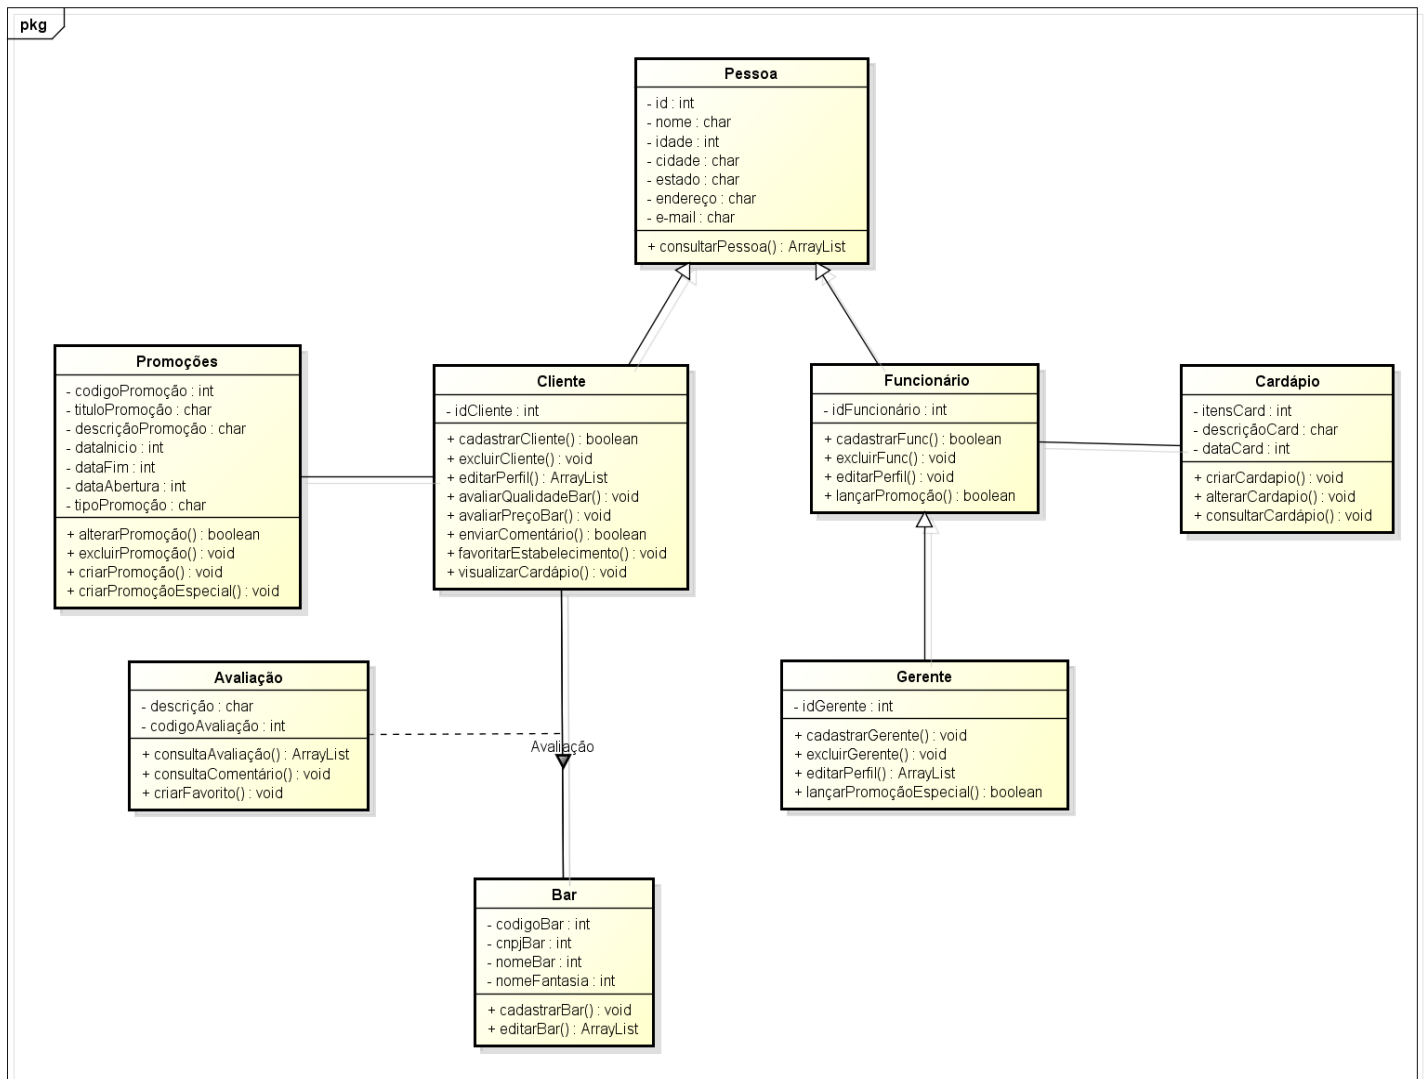 pkg
Pessoa
- id : int
- nome : char
- idade : int
- cidade : char
- estado : char
- endereço : char
- e-mail : char
+ consultarPessoa() : ArrayList
Promoções
- codigoPromoção : int
- tituloPromoção : char
- descriçãoPromoção : char
- dataInicio : int
- dataFim : int
- dataAbertura : int
- tipoPromoção : char
+ alterarPromoção() : boolean
+ excluirPromoção() : void
+ criarPromoção() : void
+ criarPromoçãoEspecial() : void
Cliente
- idCliente : int
+ cadastrarCliente() : boolean
+ excluirCliente() : void
+ editarPerfil() : ArrayList
+ avaliarQualidadeBar() : void
+ avaliarPreçoBar() : void
+ enviarComentário() : boolean
+ favoritarEstabelecimento() : void
+ visualizarCardápio() : void
Funcionário
- idFuncionário : int
+ cadastrarFunc() : boolean
+ excluirFunc() : void
+ editarPerfil() : void
+ lançarPromoção() : boolean
Cardápio
- itensCard : int
- descriçãoCard : char
- dataCard : int
+ criarCardapio() : void
+ alterarCardapio() : void
+ consultarCardápio() : void
Avaliação
- descrição : char
- codigoAvaliação : int
+ consultaAvaliação() : ArrayList
+ consultaComentário() : void
+ criarFavorito() : void
Avaliação
Gerente
- idGerente : int
+ cadastrarGerente() : void
+ excluirGerente() : void
+ editarPerfil() : ArrayList
+ lançarPromoçãoEspecial() : boolean
Bar
- codigoBar : int
- cnpjBar : int
- nomeBar : int
- nomeFantasia : int
+ cadastrarBar() : void
+ editarBar() : ArrayList